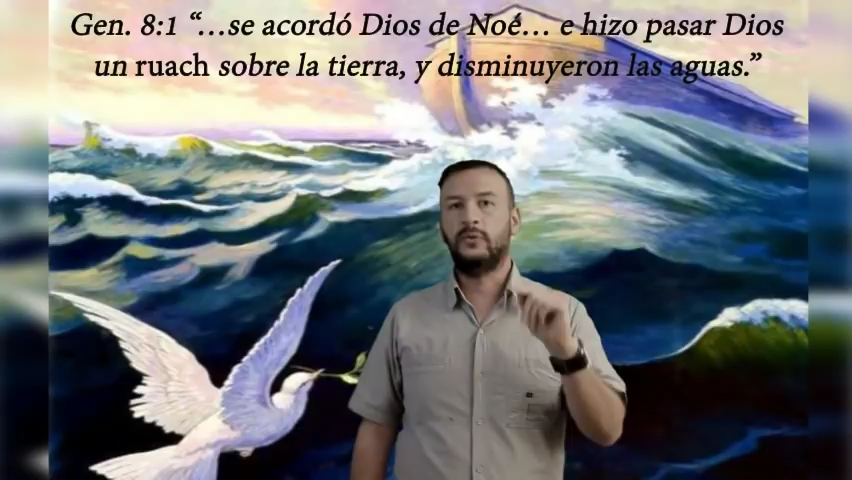 Gen. 8:1 “…se acordó Dios de Noé… e hizo pasar Dios
un ruach sobre la tierra, y disminuyeron las aguas.”